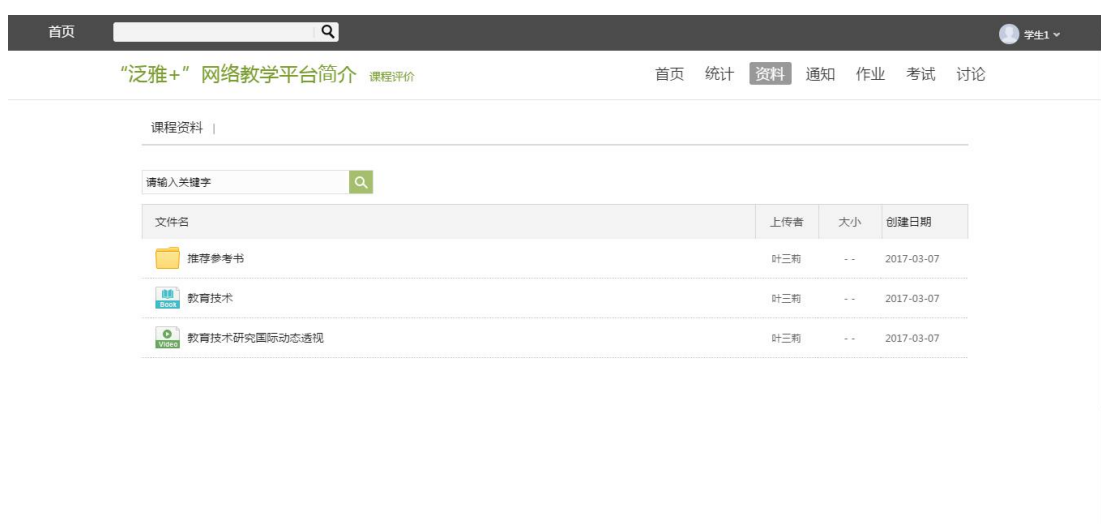 首页 学生1
“泛雅+”网络教学平台简介 课程评价 首页 统计 资料 通知 作业 考试 讨论
课程资料 |
请输入关键字
文件名 上传者 大小 创建日期
推荐参考书 叶三莉 - - 2017-03-07
Book 教育技术 叶三莉 - - 2017-03-07
Video 教育技术研究国际动态透视 叶三莉 - - 2017-03-07